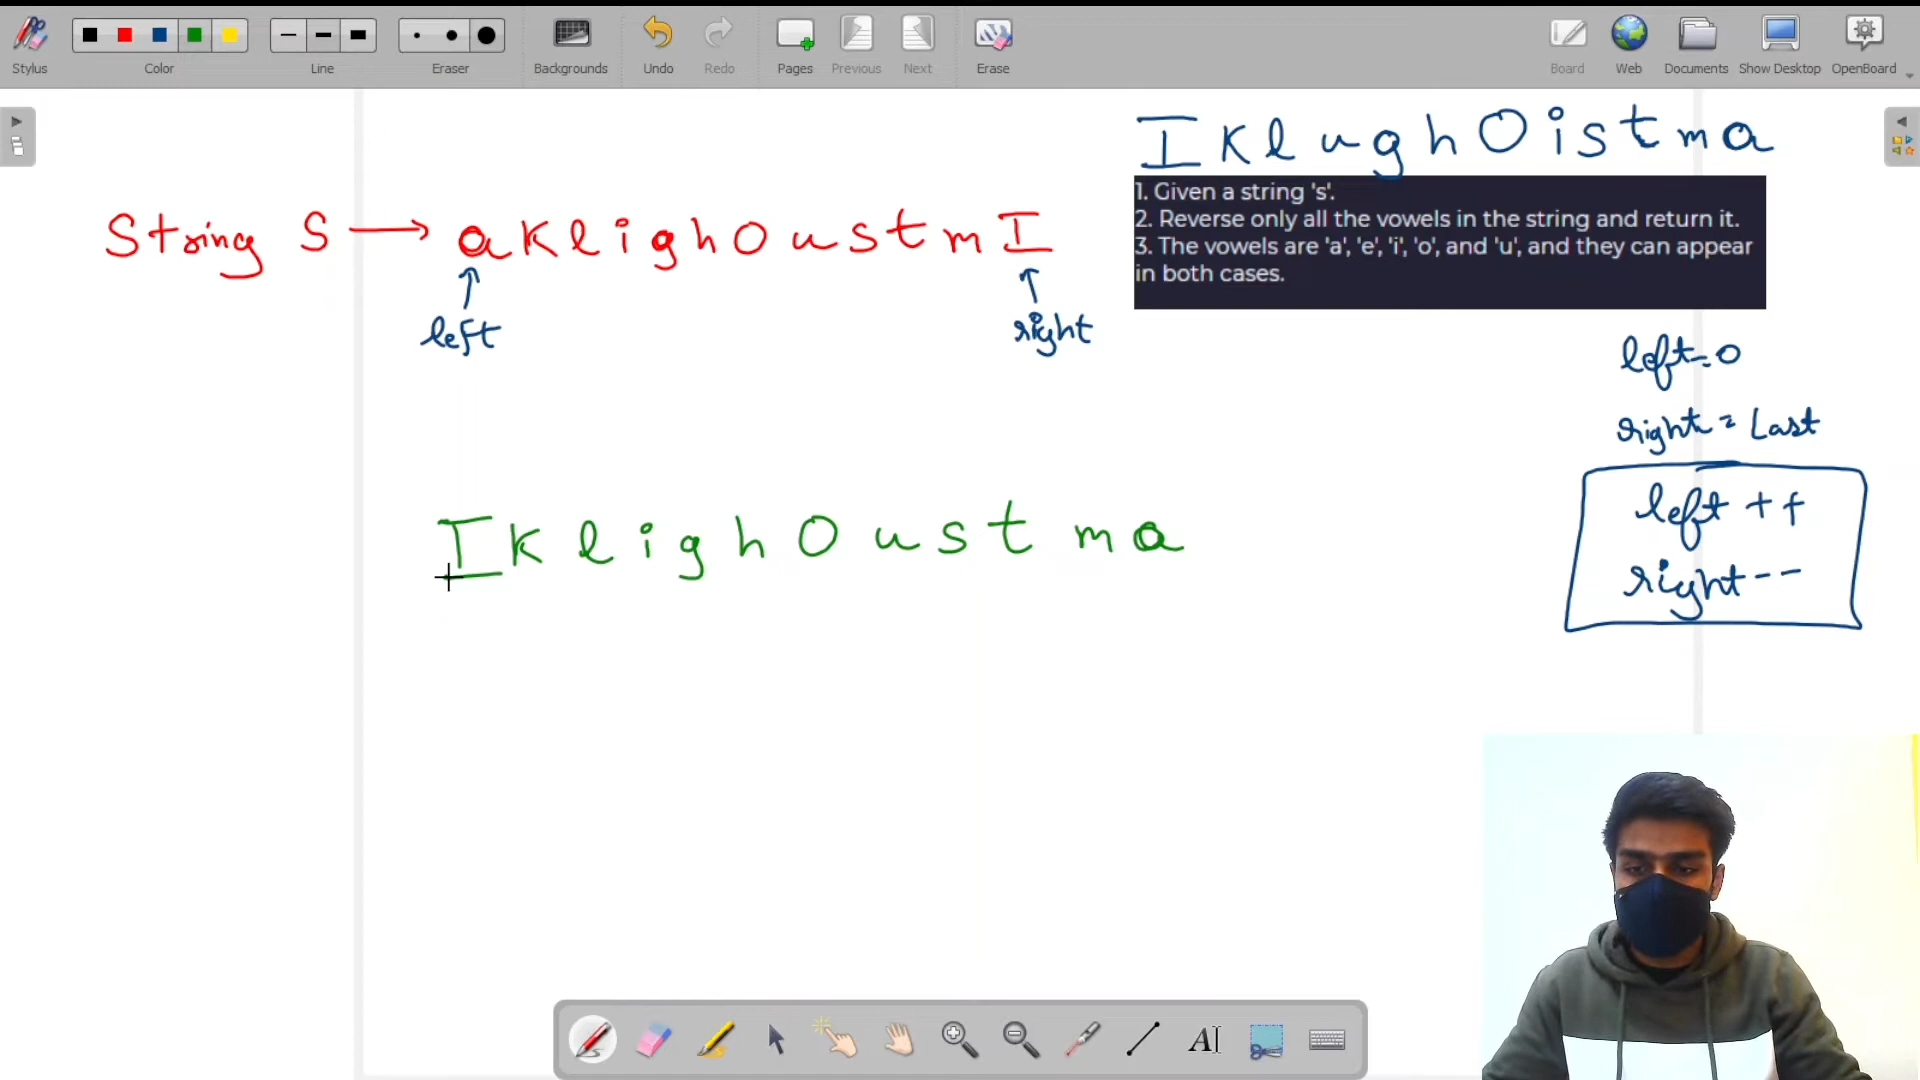 Stylus Color Line Eraser Backgrounds Undo Redo Pages Previous Next Erase Board Web Documents Show Desktop OpenBoard
I K l u g h O i s t m a
String S → a K l i g h O u s t m I
left
right
1. Given a string 's'.
2. Reverse only all the vowels in the string and return it.
3. The vowels are 'a', 'e', 'i', 'o', and 'u', and they can appear
in both cases.
left = 0
right = Last
left ++
right --
I K l i g h O u s t m a